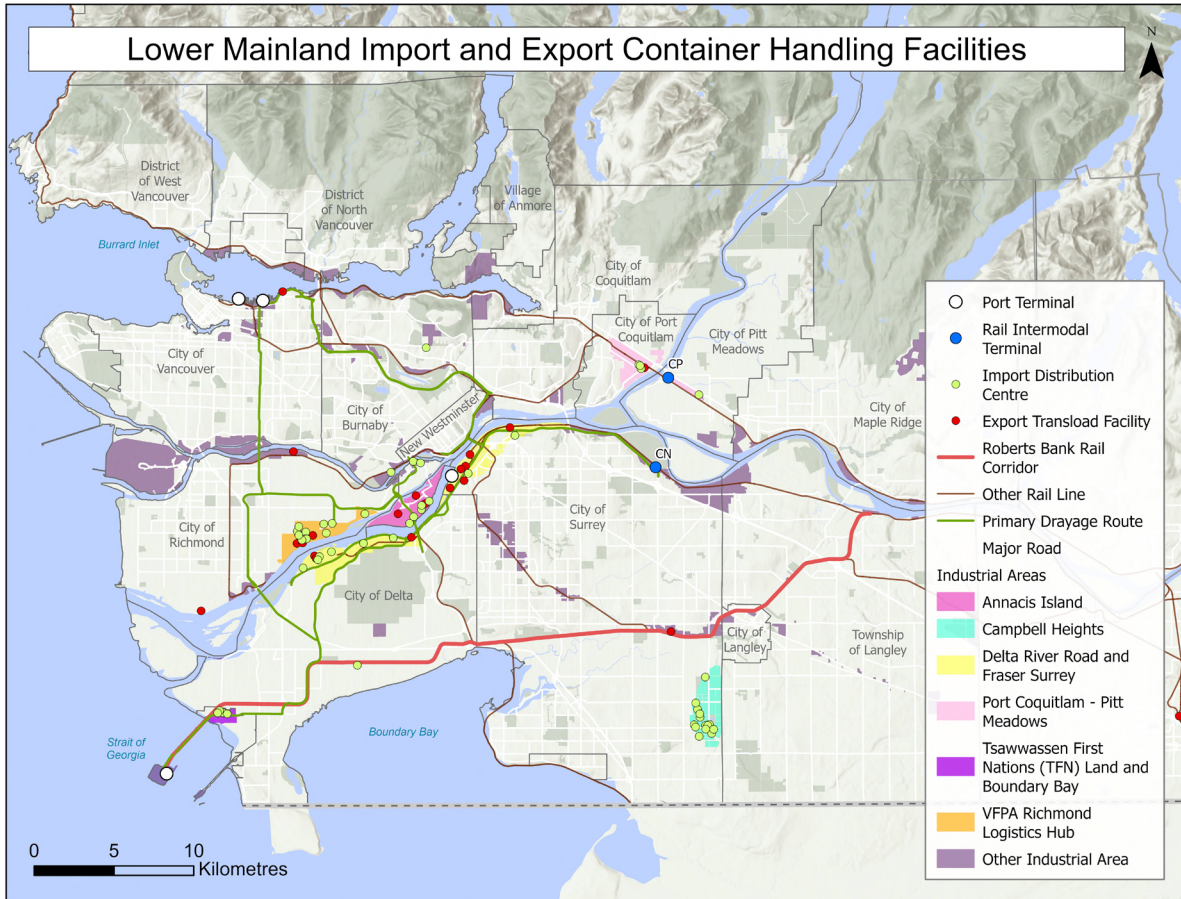 Lower Mainland Import and Export Container Handling Facilities
N
District
of West
Vancouver
District
of North
Vancouver
Village
of Anmore
Burrard Inlet
City of
Coquitlam
City of Port
Coquitlam
City of Pitt
Meadows
CP
City of
Vancouver
City of
Burnaby
New Westminster
City of
Maple Ridge
CN
City of
Richmond
City of
Surrey
City of Delta
City of
Langley
Township
of Langley
Strait of
Georgia
Boundary Bay
0
5
10
Kilometres
Port Terminal
Rail Intermodal
Terminal
Import Distribution
Centre
Export Transload Facility
Roberts Bank Rail
Corridor
Other Rail Line
Primary Drayage Route
Major Road
Industrial Areas
Annacis Island
Campbell Heights
Delta River Road and
Fraser Surrey
Port Coquitlam - Pitt
Meadows
Tsawwassen First
Nations (TFN) Land and
Boundary Bay
VFPA Richmond
Logistics Hub
Other Industrial Area